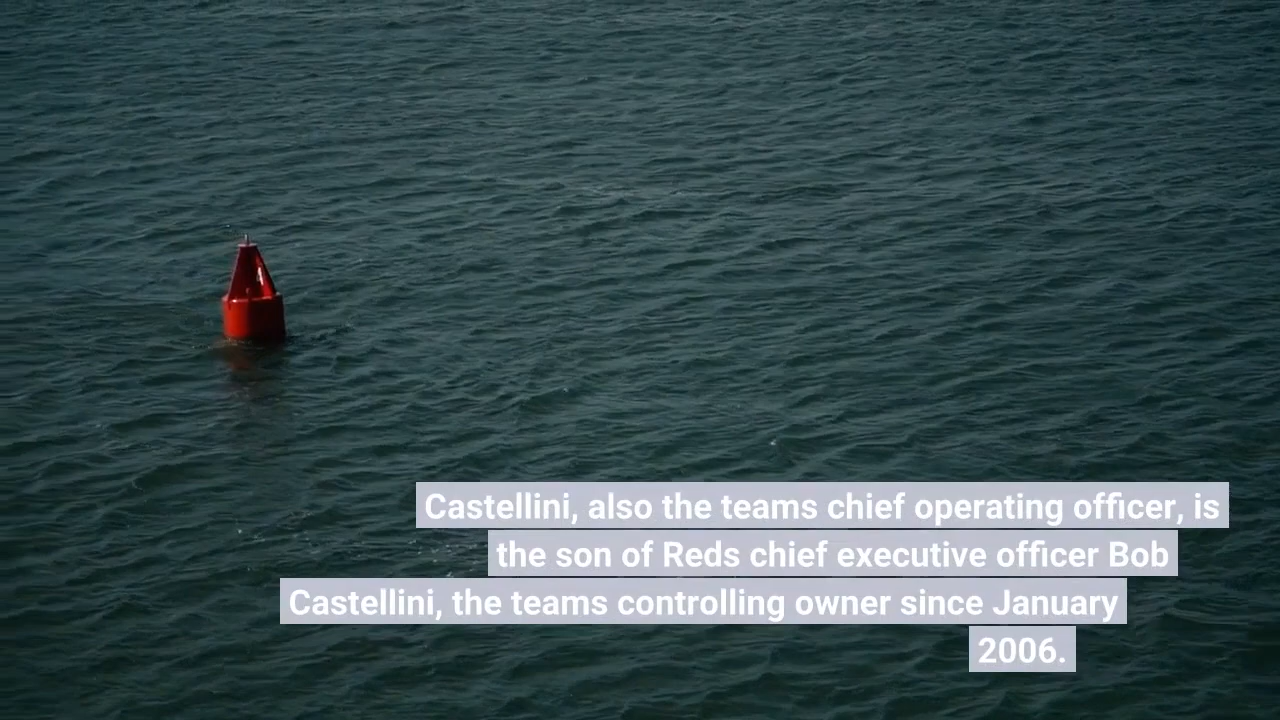 Castellini, also the teams chief operating officer, is
the son of Reds chief executive officer Bob
Castellini, the teams controlling owner since January
2006.